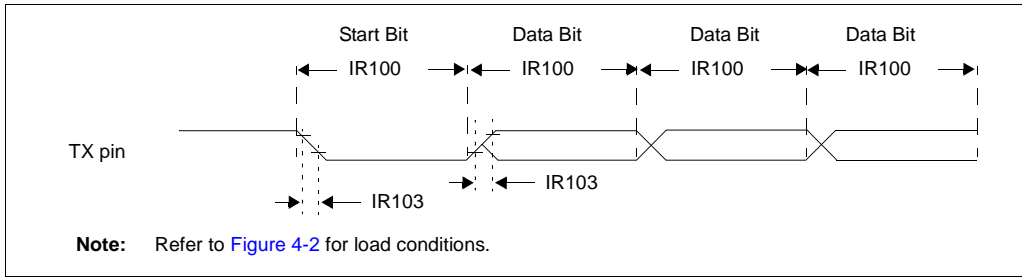 Start Bit Data Bit Data Bit Data Bit
IR100 IR100 IR100 IR100
TX pin
IR103 IR103
Note: Refer to Figure 4-2 for load conditions.